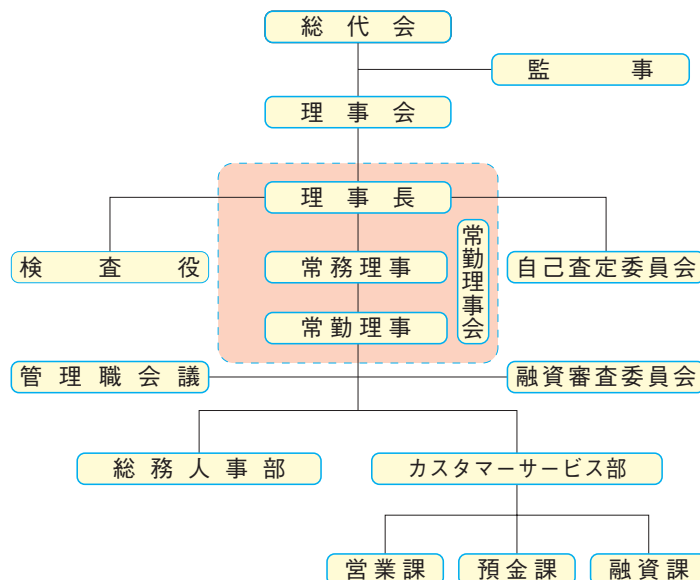 総代会
監事
理事会
理事長
常勤理事会
検査役
常務理事
自己査定委員会
常勤理事
管理職会議
融資審査委員会
総務人事部
カスタマーサービス部
営業課
預金課
融資課